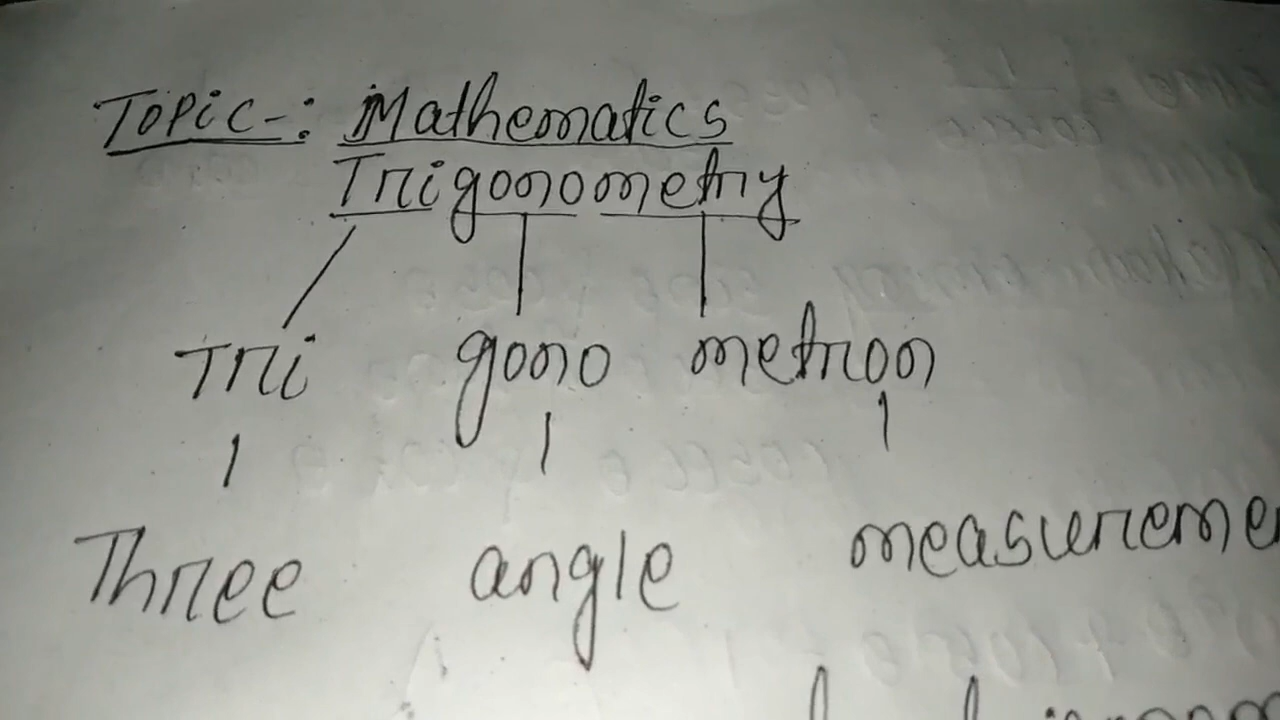 Topic-: Mathematics
Trigonometry
Tri gono metron
Three angle measureme